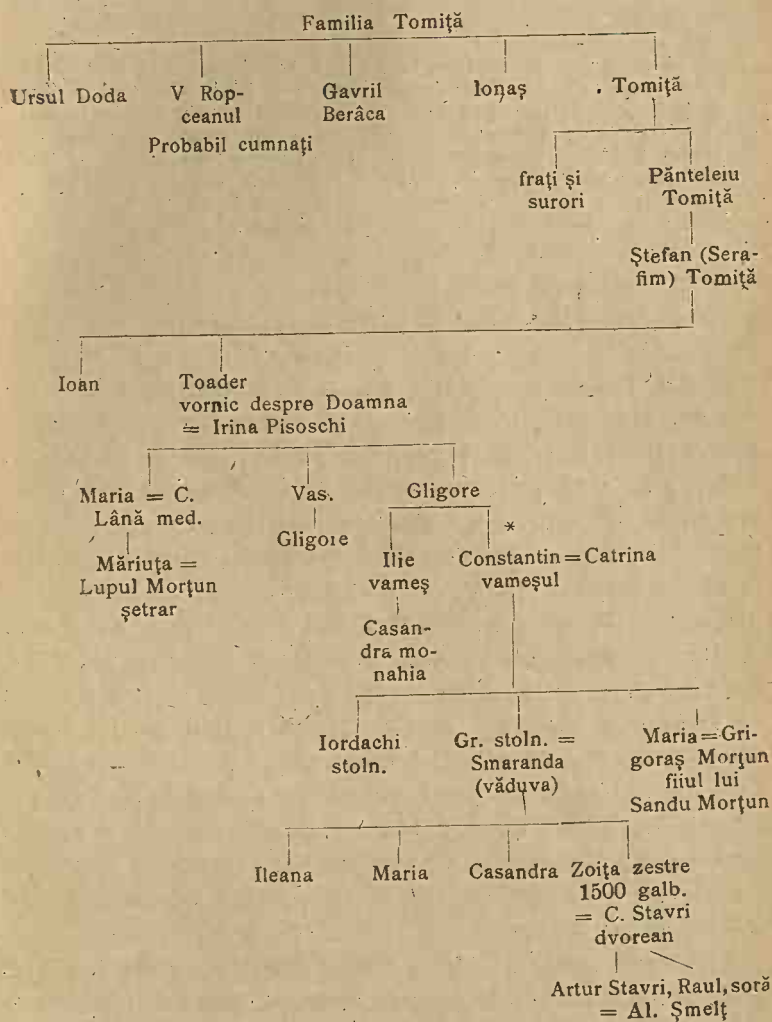 Familia Tomiţă
Ursul Doda V Rop- Gavril Ionaş . Tomiţă
ceanul Berâca
Probabil cumnaţi
fraţi şi Pănteleiu
surori Tomiţă
Ştefan (Sera-
fim) Tomiţă
Ioan Toader
vornic despre Doamna
= Irina Pisoschi
Maria = C. Vas. Gligore
Lână med.
Gligore *
Măriuţa = Ilie Constantin = Catrina
Lupul Morţun vameş vameşul
şetrar
Casan-
dra mo-
nahia
Iordachi Gr. stoln. = Maria = Gri-
stoln. Smaranda goraş Morţun
(văduva) fiiul lui
Sandu Morţun
Ileana Maria Casandra Zoiţa zestre
1500 galb.
= C. Stavri
dvorean
Artur Stavri, Raul, soră
= Al. Şmelţ